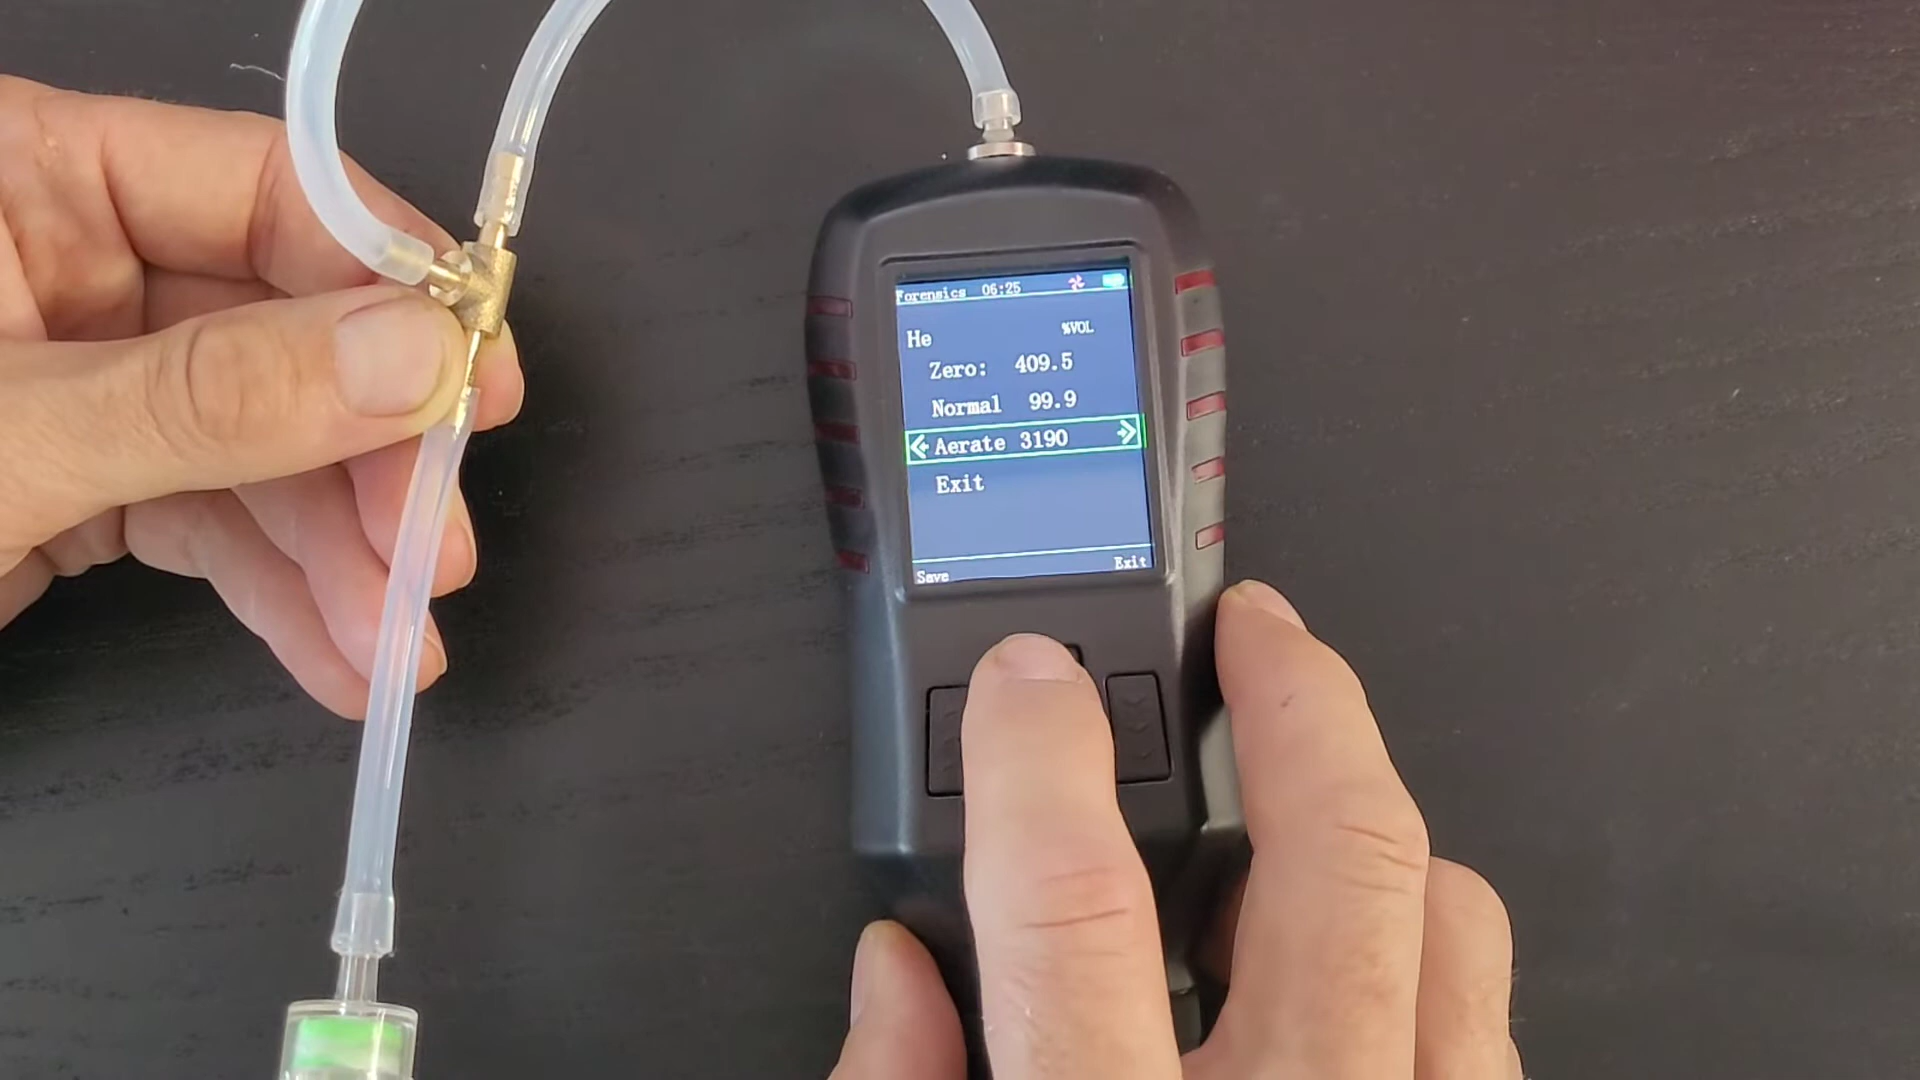 Forensics 06:25
He %VOL
Zero: 409.5
Normal 99.9
Aerate 3190
Exit
Save Exit